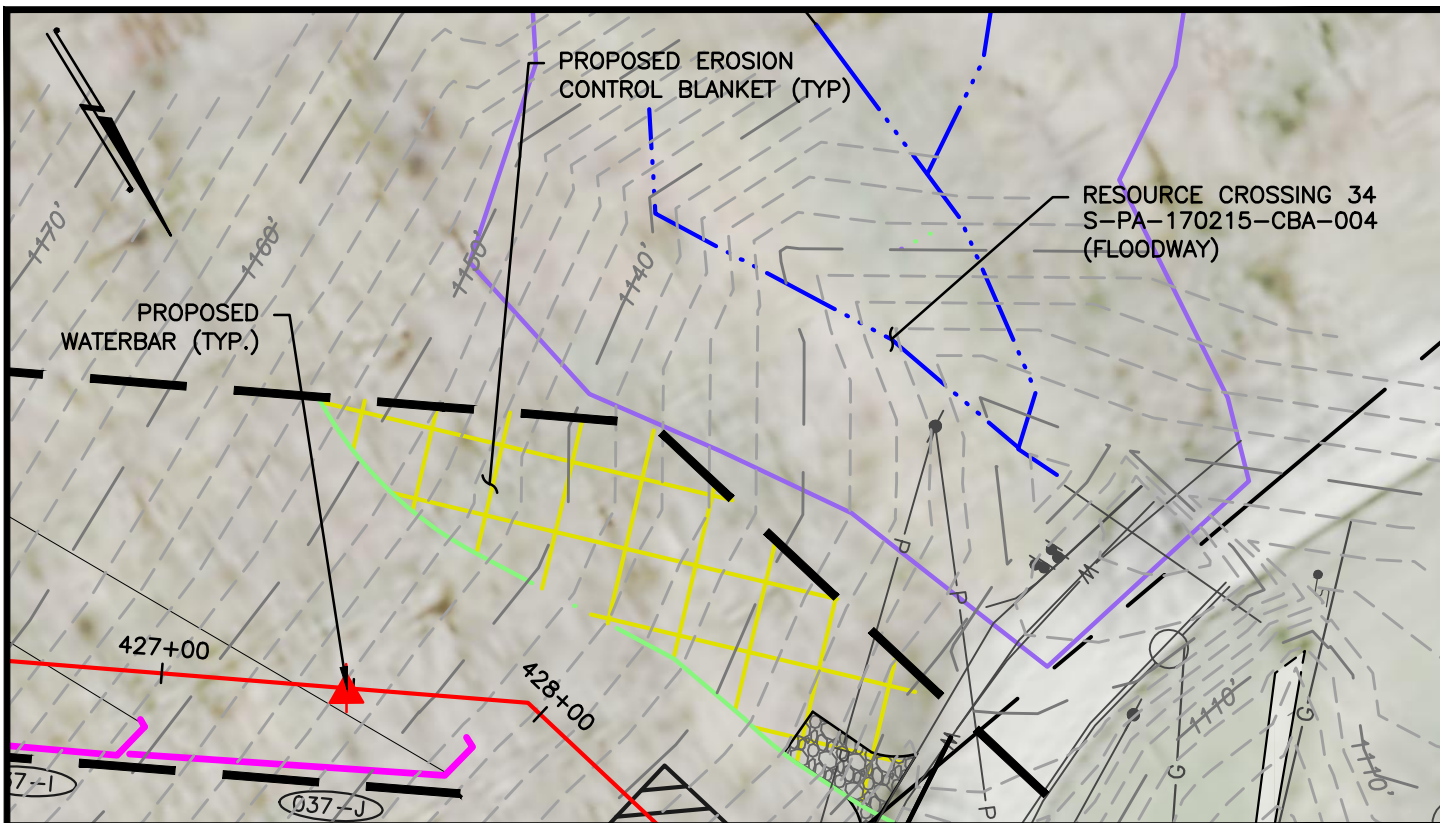 PROPOSED EROSION
CONTROL BLANKET (TYP)
RESOURCE CROSSING 34
S-PA-170215-CBA-004
(FLOODWAY)
1170'
1160'
1150'
1140'
PROPOSED
WATERBAR (TYP.)
P
M
P
427+00
428+00
1110'
G
1110'
G
P
037-J